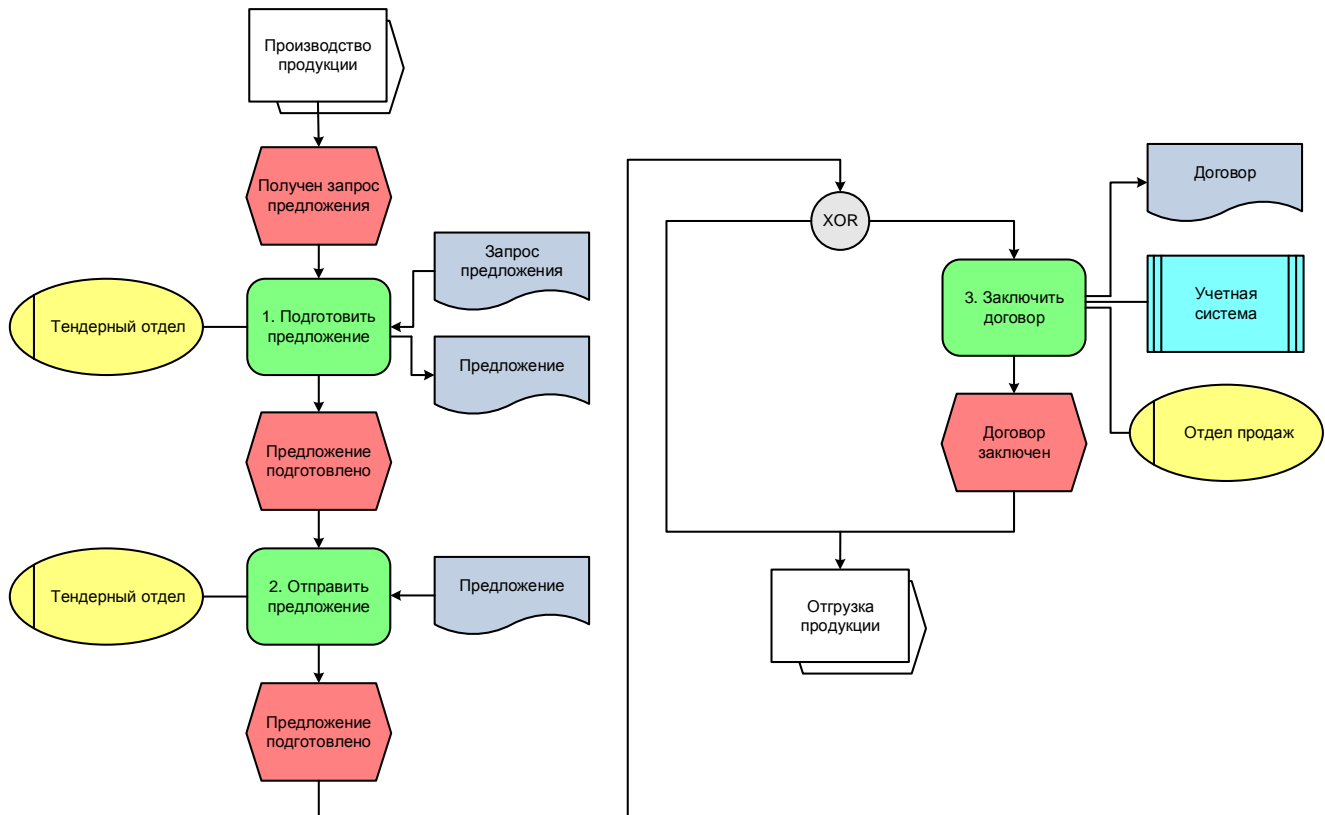 Производство
продукции
Получен запрос
предложения
Запрос
предложения
Тендерный отдел
1. Подготовить
предложение
Предложение
Предложение
подготовлено
Тендерный отдел
2. Отправить
предложение
Предложение
Предложение
подготовлено
XOR
Договор
3. Заключить
договор
Учетная
система
Договор
заключен
Отдел продаж
Отгрузка
продукции